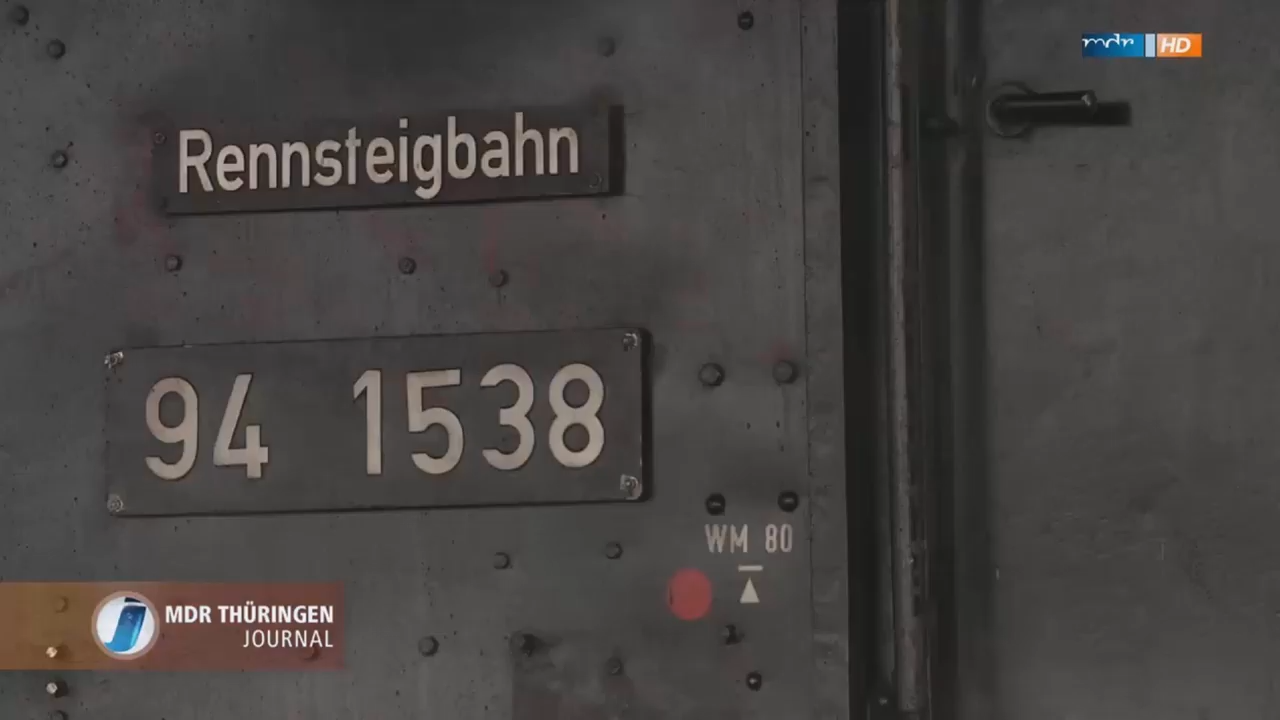 mdr HD
Rennsteigbahn
94 1538
WM 80
MDR THÜRINGEN
JOURNAL